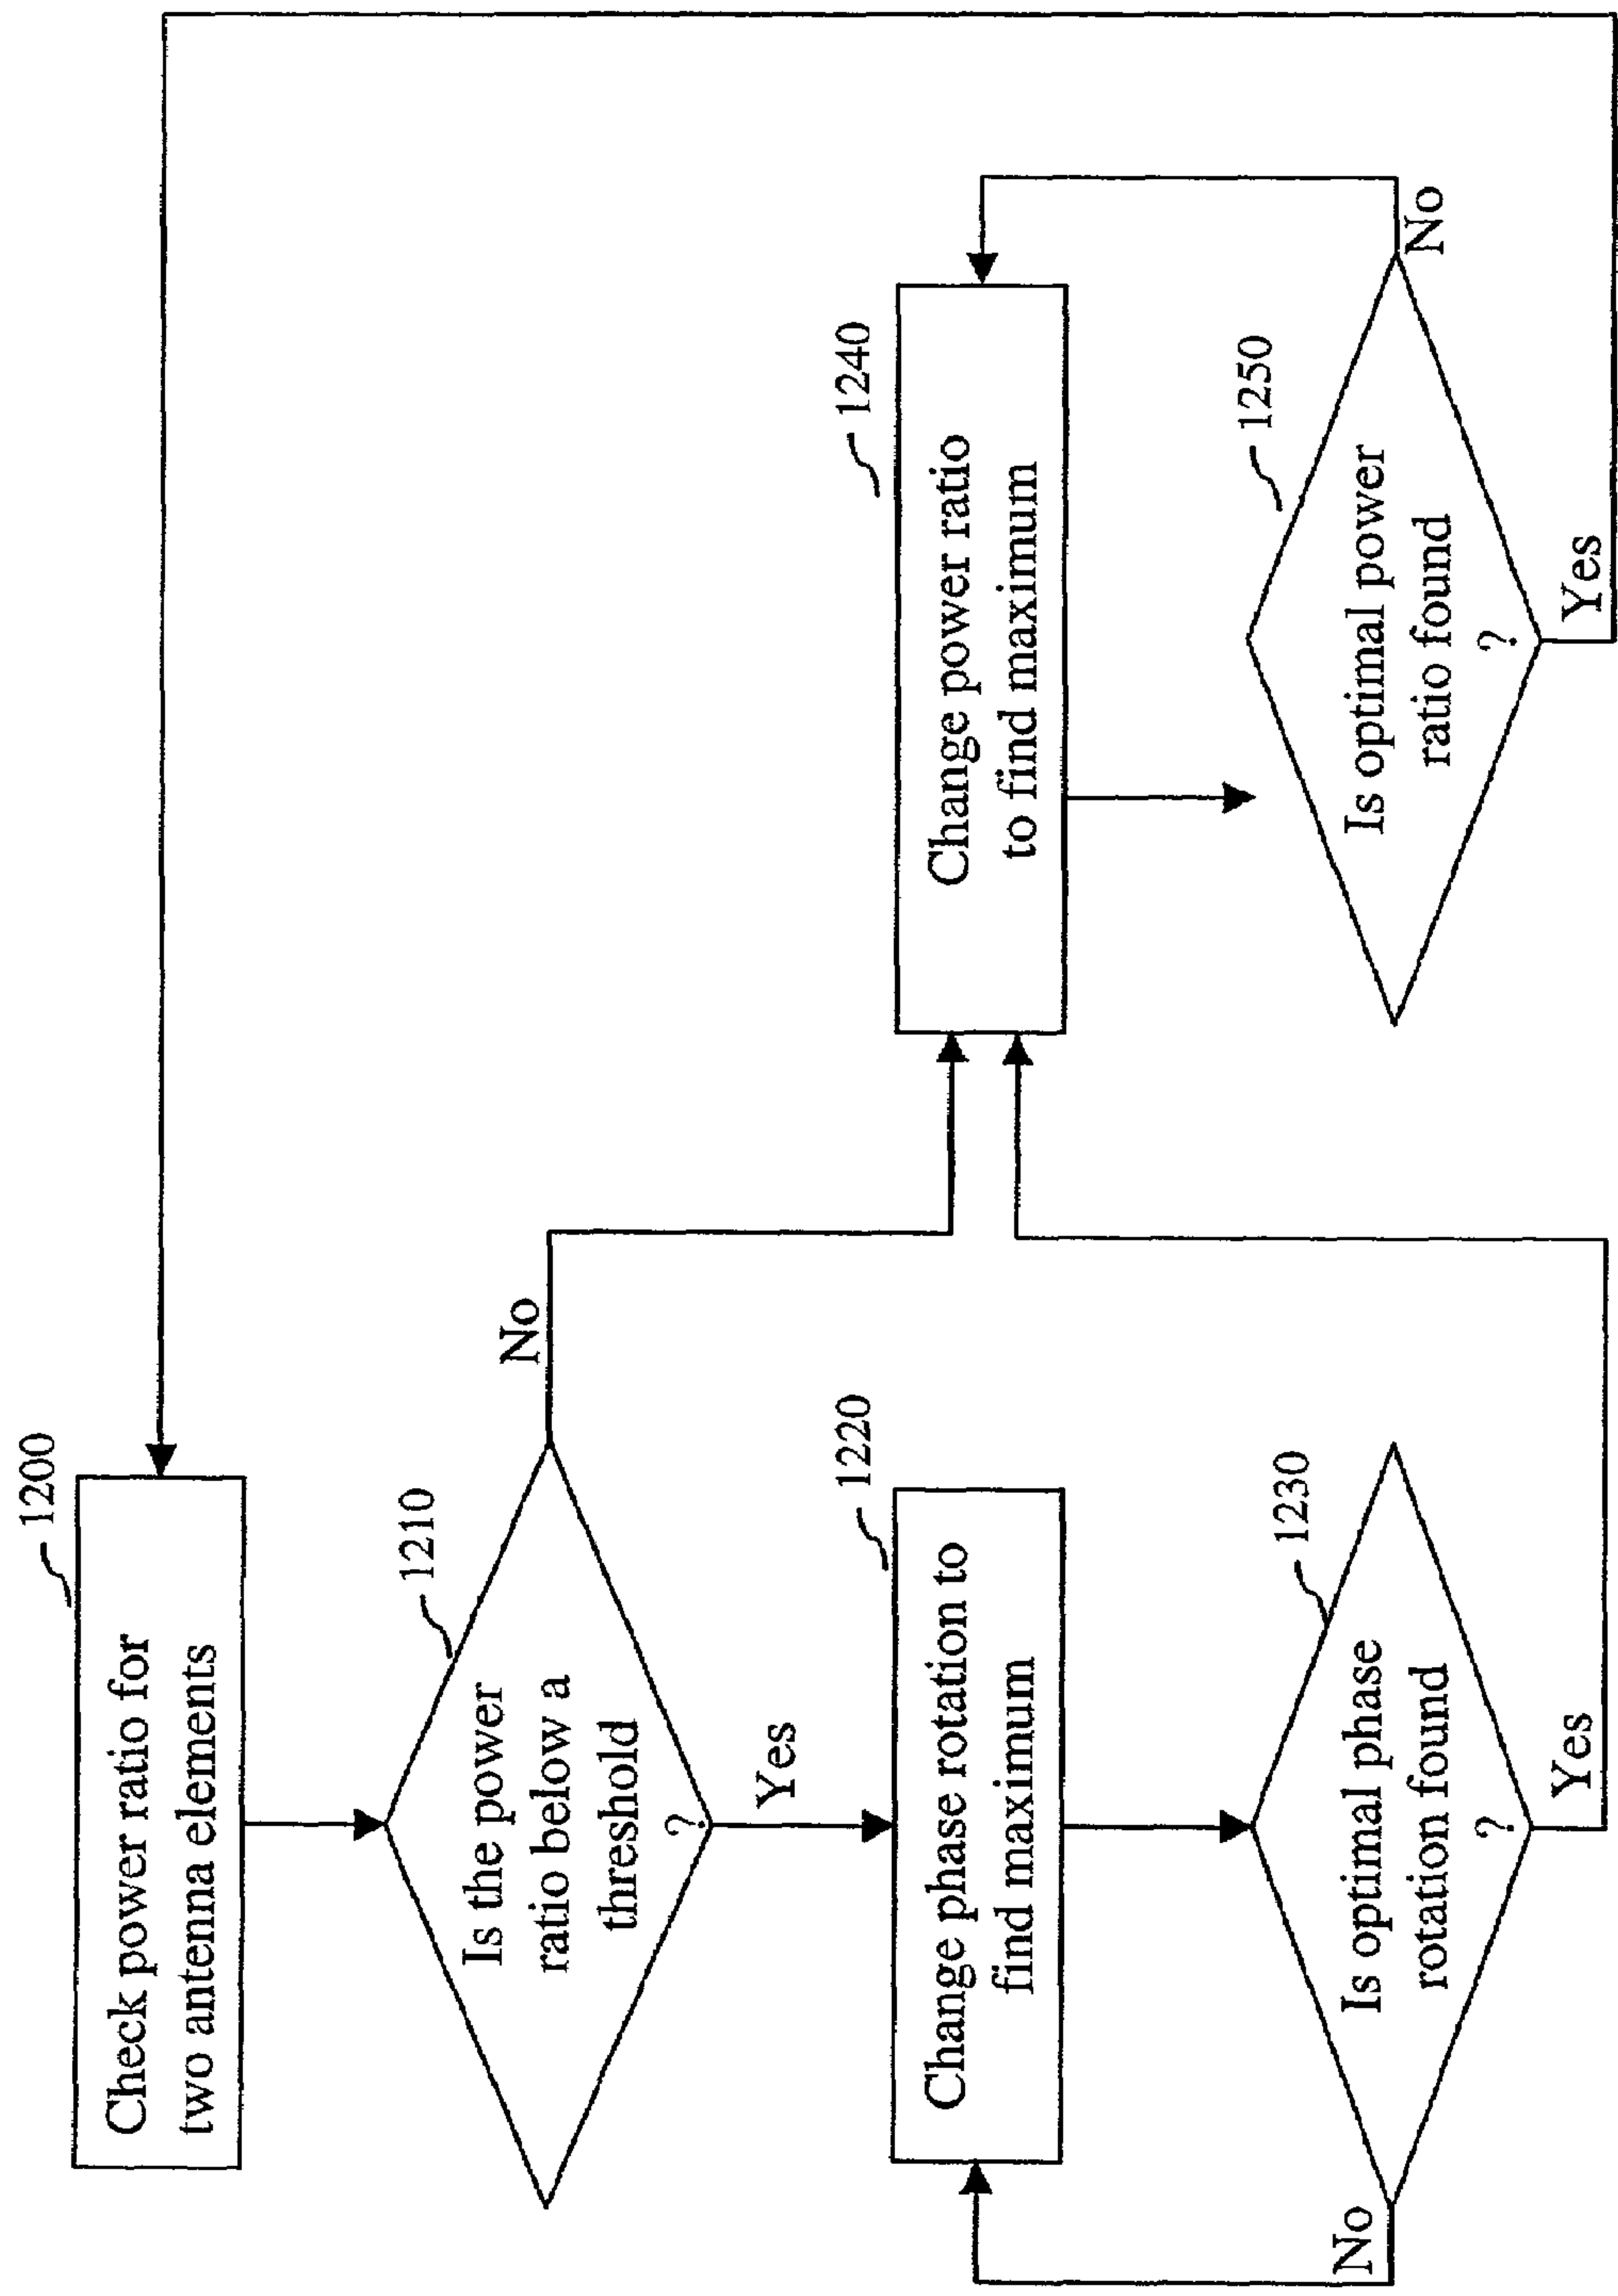 1200
Check power ratio for
two antenna elements
1210
Is the power
ratio below a
threshold
?
No
Yes
1220
Change phase rotation to
find maximum
1230
Is optimal phase
rotation found
?
No
Yes
1240
Change power ratio
to find maximum
1250
Is optimal power
ratio found
?
No
Yes